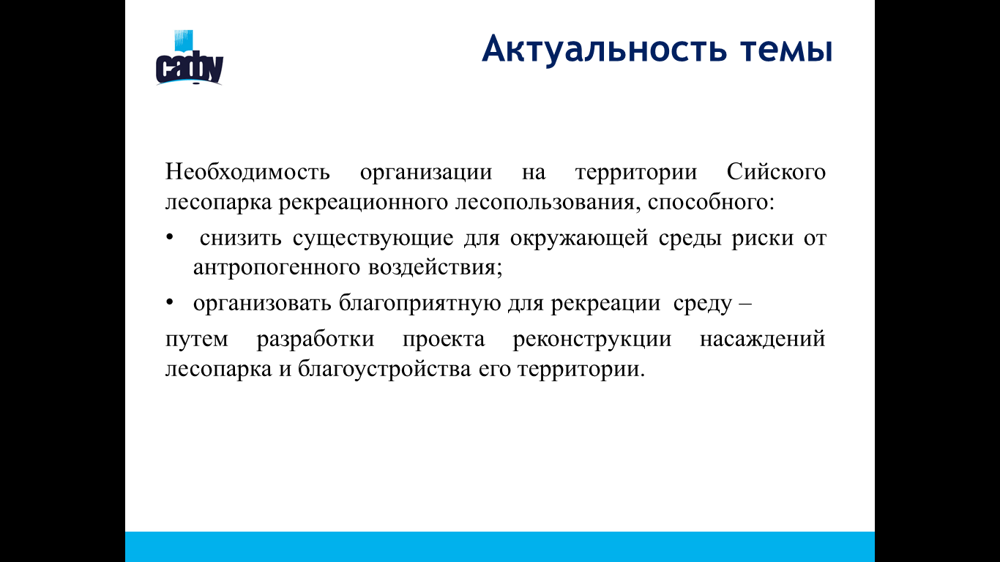 сафу
Актуальность темы
Необходимость организации на территории Сийского
лесопарка рекреационного лесопользования, способного:
• снизить существующие для окружающей среды риски от
антропогенного воздействия;
• организовать благоприятную для рекреации среду –
путем разработки проекта реконструкции насаждений
лесопарка и благоустройства его территории.